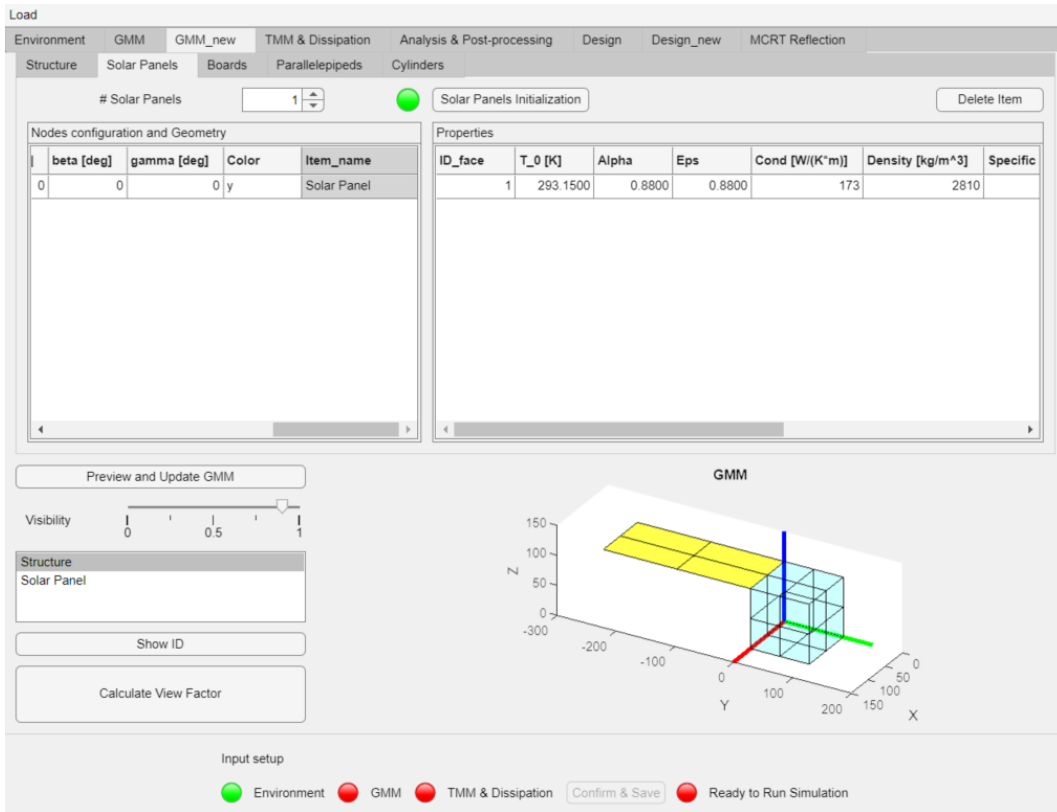 Load
Environment GMM GMM_new TMM & Dissipation Analysis & Post-processing Design Design_new MCRT Reflection
Structure Solar Panels Boards Parallelepipeds Cylinders
# Solar Panels 1 Solar Panels Initialization Delete Item
Nodes configuration and Geometry Properties
beta [deg] gamma [deg] Color Item_name ID_face T_0 [K] Alpha Eps Cond [W/(K*m)] Density [kg/m^3] Specific
0 0 0 y Solar Panel 1 293.1500 0.8800 0.8800 173 2810
Preview and Update GMM
GMM
Visibility
0 0.5 1
Structure
Solar Panel
Show ID
Calculate View Factor
150
100
50
0
Z
-300
-200
-100
0
100
200
Y
150
100
50
0
X
Input setup
Environment GMM TMM & Dissipation Confirm & Save Ready to Run Simulation